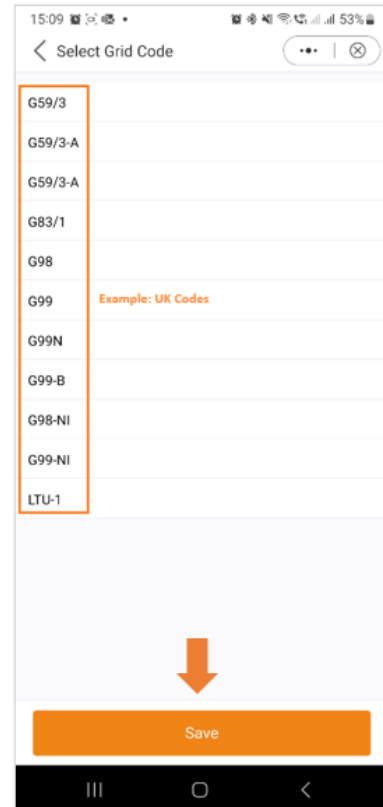 15:09 53%
Select Grid Code
G59/3
G59/3-A
G59/3-A
G83/1
G98
G99 Example: UK Codes
G99N
G99-B
G98-NI
G99-NI
LTU-1
Save